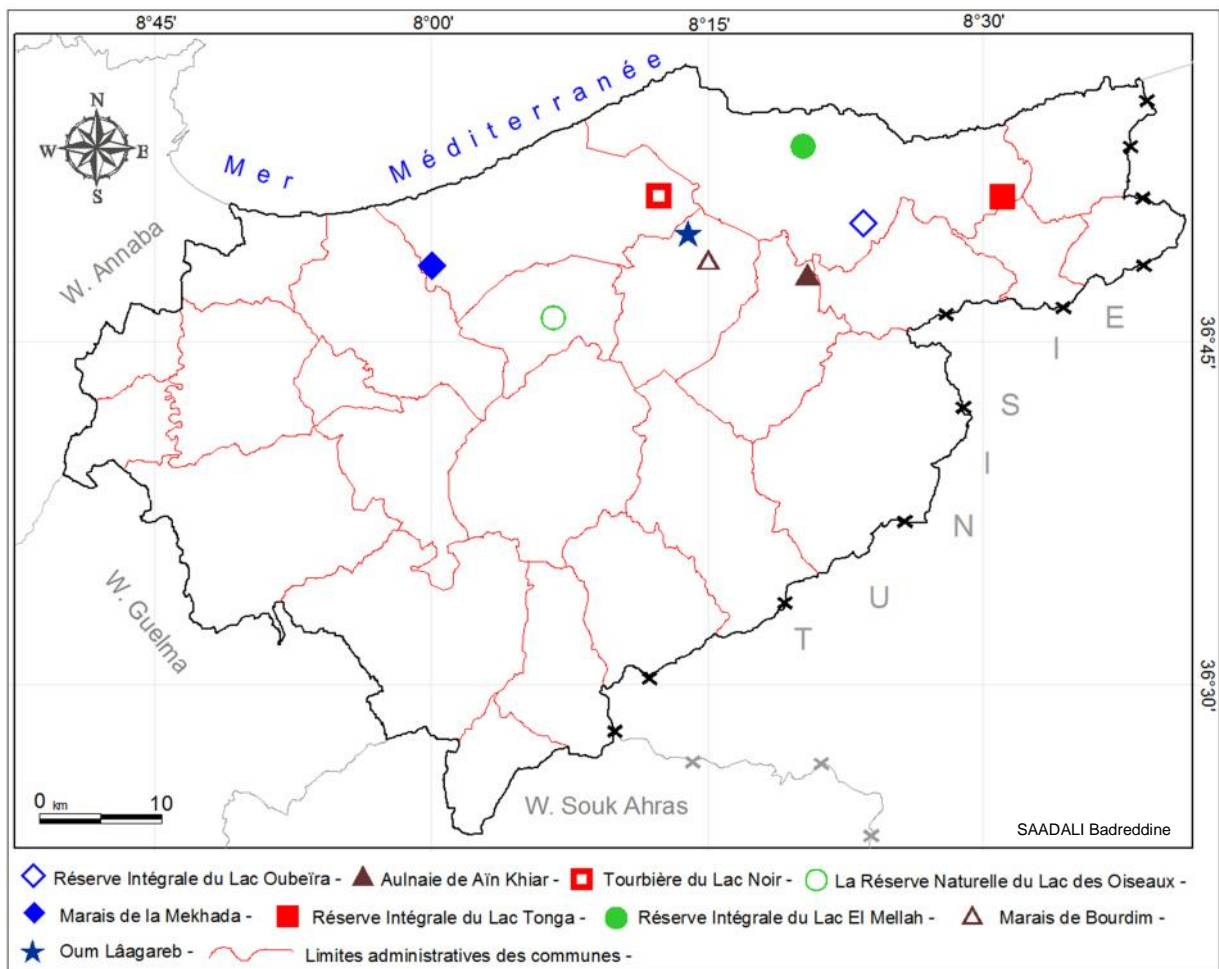 8°45' 8°00' 8°15' 8°30'
N
W E
S
Mer Méditerranée
W. Annaba
36°45'
W. Guelma
TUNISIE
36°30'
0 km 10
W. Souk Ahras
SAADALI Badreddine
Réserve Intégrale du Lac Oubeïra - Aulnaie de Aïn Khiar - Tourbière du Lac Noir - La Réserve Naturelle du Lac des Oiseaux -
Marais de la Mekhada - Réserve Intégrale du Lac Tonga - Réserve Intégrale du Lac El Mellah - Marais de Bourdim -
Oum Lâagareb - Limites administratives des communes -